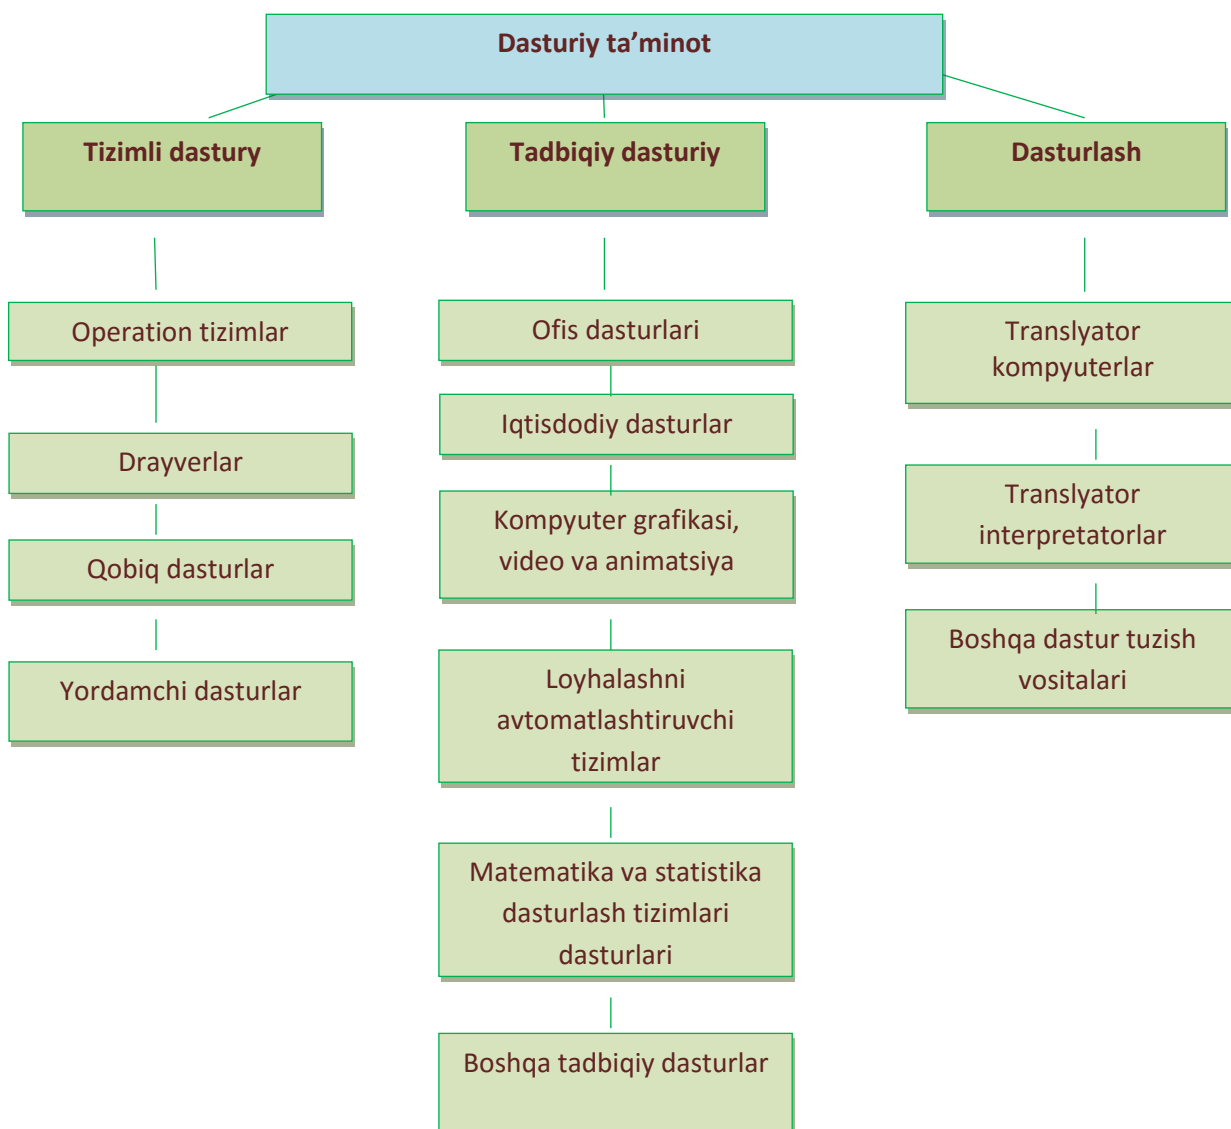 Dasturiy ta’minot
Tizimli dastury
Tadbiqiy dasturiy
Dasturlash
Operation tizimlar
Drayverlar
Qobiq dasturlar
Yordamchi dasturlar
Ofis dasturlari
Iqtisdodiy dasturlar
Kompyuter grafikasi,
video va animatsiya
Loyhalashni
avtomatlashtiruvchi
tizimlar
Matematika va statistika
dasturlash tizimlari
dasturlari
Boshqa tadbiqiy dasturlar
Translyator
kompyuterlar
Translyator
interpretatorlar
Boshqa dastur tuzish
vositalari